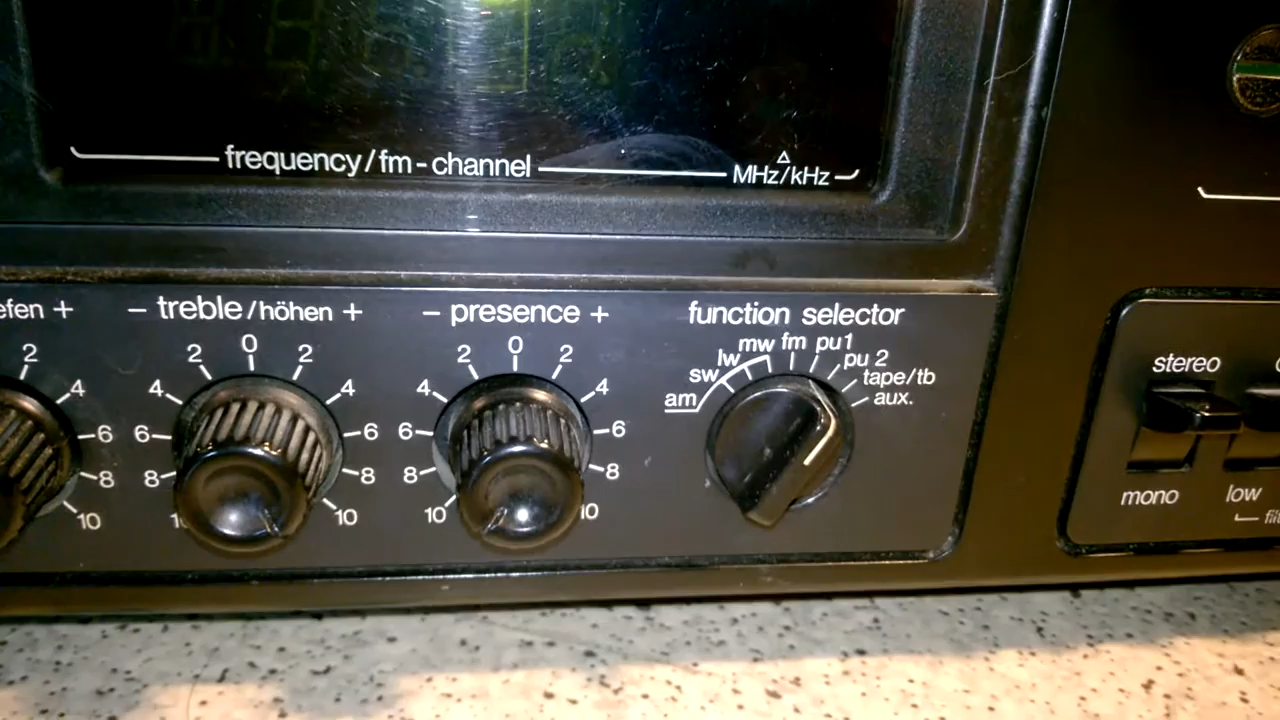 frequency/fm-channel
MHz/kHz
efen +
- treble/höhen +
- presence +
function selector
2
4
6
8
10
2
0
2
4
4
6
6
8
8
10
2
0
2
4
4
6
6
8
8
10
10
am
sw
lw
mw
fm
pu1
pu 2
tape/tb
aux.
stereo
mono
low